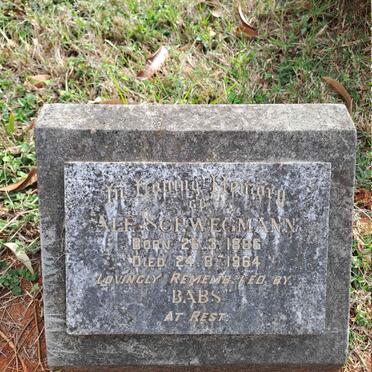 In Loving Memory
OF
ALF SCHWEGMANN
BORN 25.3.1886
DIED 24.8.1964
LOVINGLY REMEMBERED BY
BABS
AT REST.